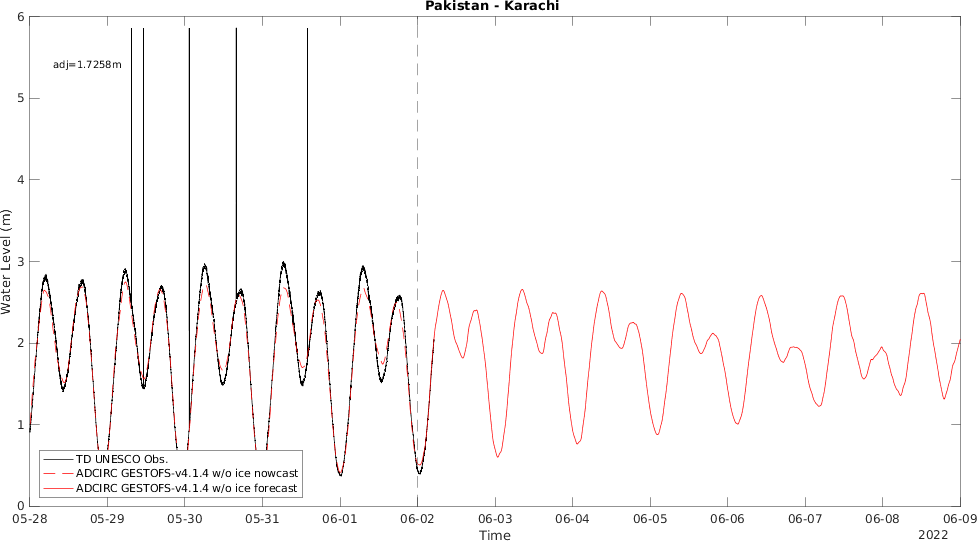 Pakistan - Karachi
6
adj=1.7258m
5
4
3
2
1
0
Water Level (m)
TD UNESCO Obs.
ADCIRC GESTOFS-v4.1.4 w/o ice nowcast
ADCIRC GESTOFS-v4.1.4 w/o ice forecast
05-28 05-29 05-30 05-31 06-01 06-02 06-03 06-04 06-05 06-06 06-07 06-08 06-09
Time
2022